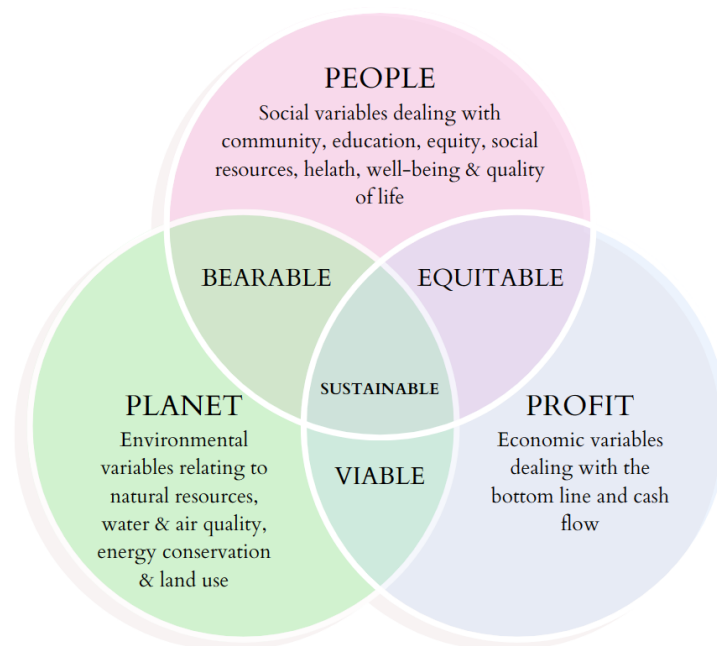 PEOPLE
Social variables dealing with
community, education, equity, social
resources, helath, well-being & quality
of life
BEARABLE
EQUITABLE
SUSTAINABLE
PLANET
Environmental
variables relating to
natural resources,
water & air quality,
energy conservation
& land use
PROFIT
Economic variables
dealing with the
bottom line and cash
flow
VIABLE